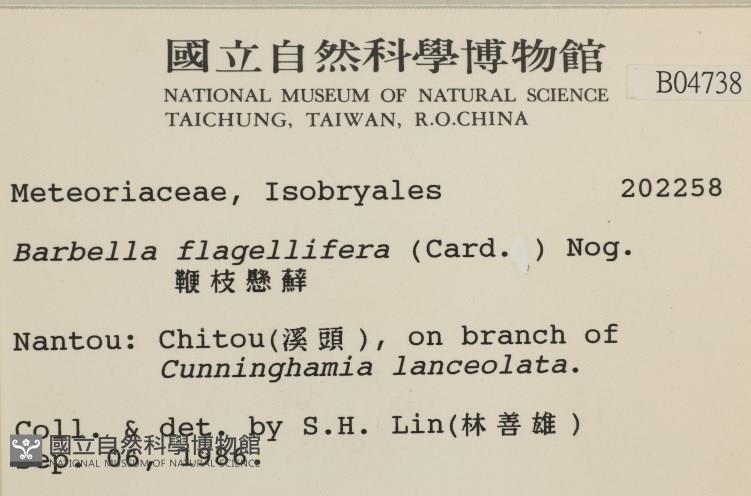 國立自然科學博物館
NATIONAL MUSEUM OF NATURAL SCIENCE
TAICHUNG, TAIWAN, R.O.CHINA
B04738
Meteoriaceae, Isobryales 202258
Barbella flagellifera (Card. ) Nog.
鞭枝懸蘚
Nantou: Chitou(溪頭), on branch of
Cunninghamia lanceolata.
Coll. & det. by S.H. Lin(林善雄)
Sep. 06, 1986.
國立自然科學博物館
NATIONAL MUSEUM OF NATURAL SCIENCE